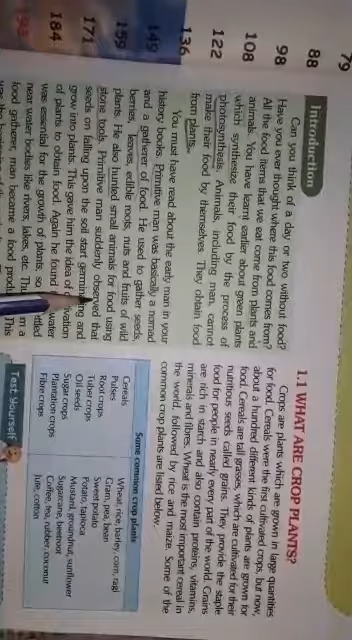 79
88
98
108
122
136
149
159
171
184
198
Introduction
Can you think of a day or two without food?
Have you ever thought where this food comes from?
All the food items that we eat come from plants and
animals. You have learnt earlier about green plants
which synthesize their food by the process of
photosynthesis. Animals, including man, cannot
make their food by themselves. They obtain food
from plants.
You must have read about the early man in your
history books. Primitive man was basically a nomad
and a gatherer of food. He used to gather seeds,
berries, leaves, edible roots, nuts and fruits of wild
plants. He also hunted small animals for food using
stone tools. Primitive man suddenly observed that
seeds on falling upon the soil start and
grow into plants. This gave him the idea of
of plants to obtain food. Again he found water
was essential for the growth of plants, so
near water bodies like rivers, lakes, etc. m a
food gatherer, man became a food
This
1.1 WHAT ARE CROP PLANTS?
Crops are plants which are grown in large quantities
for food. Cereals were the first cultivated crops, but now,
about a hundred different kinds of plants are grown for
food. Cereals are tall grasses, which are cultivated for their
nutritious seeds called grains. They provide the staple
food for people in nearly every part of the world. Grains
are rich in starch and also contain proteins, vitamins,
minerals and fibres. Wheat is the most important cereal in
the world, followed by rice and maize. Some of the
common crop plants are listed below.
Some common crop plants
Cereals Wheat, rice, barley, corn, ragi
Pulses Gram, pea, bean
Root crops Sweet potato
Tuber crops Potato, tapioca
Oil seeds Mustard, groundnut, sunflower
Sugar crops Sugarcane, beetroot
Plantation crops Coffee, tea, rubber, coconut
Fibre crops Jute, cotton
Test Yourself